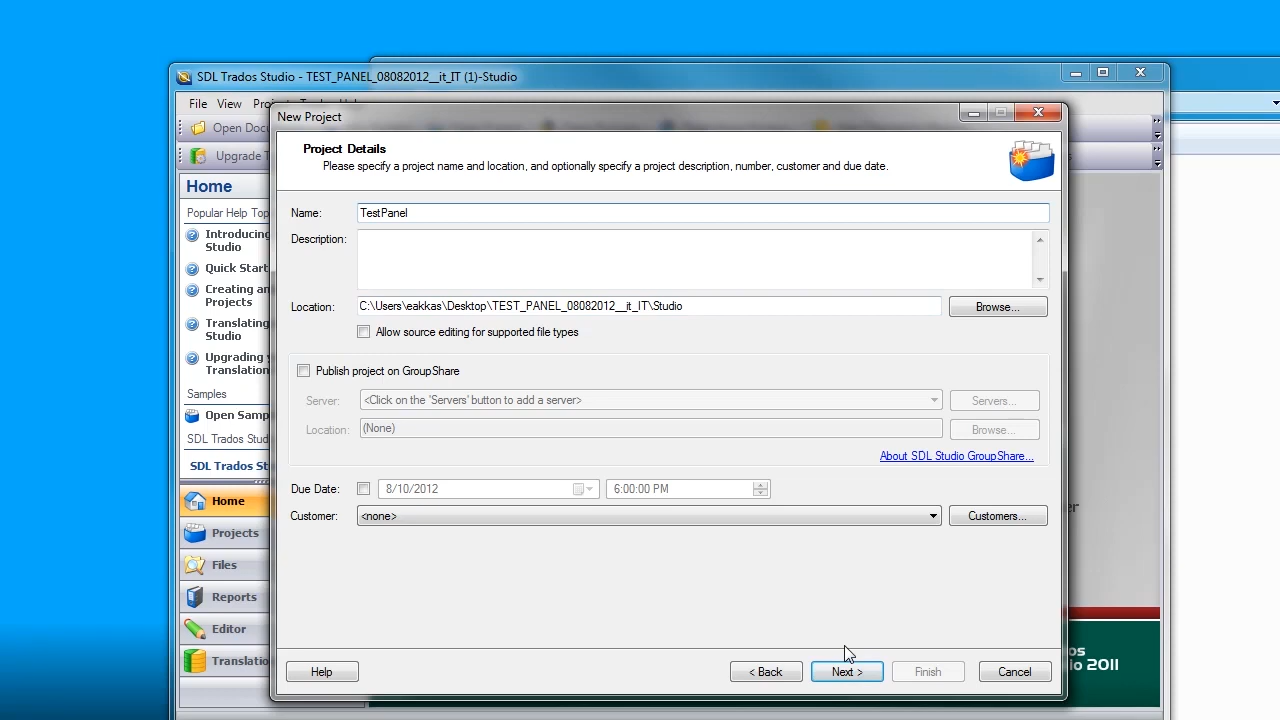 SDL Trados Studio - TEST_PANEL_08082012__it_IT (1)-Studio
File View
Open Docu
Upgrade T
Home
Popular Help Top
Introducing
Studio
Quick Start
Creating an
Projects
Translating
Studio
Upgrading y
Translation
Samples
Open Samp
SDL Trados Stud
SDL Trados St
Home
Projects
Files
Reports
Editor
Translatio
New Project
Project Details
Please specify a project name and location, and optionally specify a project description, number, customer and due date.
Name: TestPanel
Description:
Location: C:\Users\eakkas\Desktop\TEST_PANEL_08082012__it_IT\Studio Browse...
Allow source editing for supported file types
Publish project on GroupShare
Server: <Click on the 'Servers' button to add a server> Servers...
Location: (None) Browse...
About SDL Studio GroupShare...
Due Date: 8/10/2012 6:00:00 PM
Customer: <none> Customers...
Help < Back Next > Finish Cancel
os
io 2011